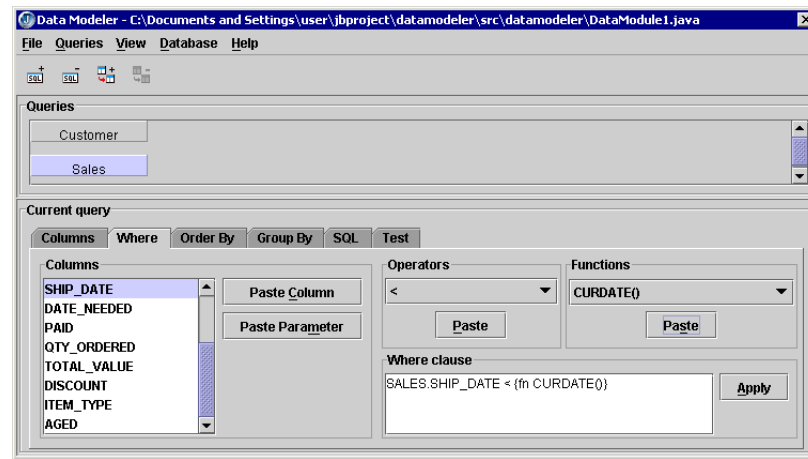 Data Modeler - C:\Documents and Settings\user\jbproject\datamodeler\src\datamodeler\DataModule1.java
File Queries View Database Help
SQL SQL
Queries
Customer
Sales
Current query
Columns Where Order By Group By SQL Test
Columns Operators Functions
SHIP_DATE
DATE_NEEDED
PAID
QTY_ORDERED
TOTAL_VALUE
DISCOUNT
ITEM_TYPE
AGED
Paste Column
Paste Parameter
<
Paste
CURDATE()
Paste
Where clause
SALES.SHIP_DATE < {fn CURDATE()}
Apply